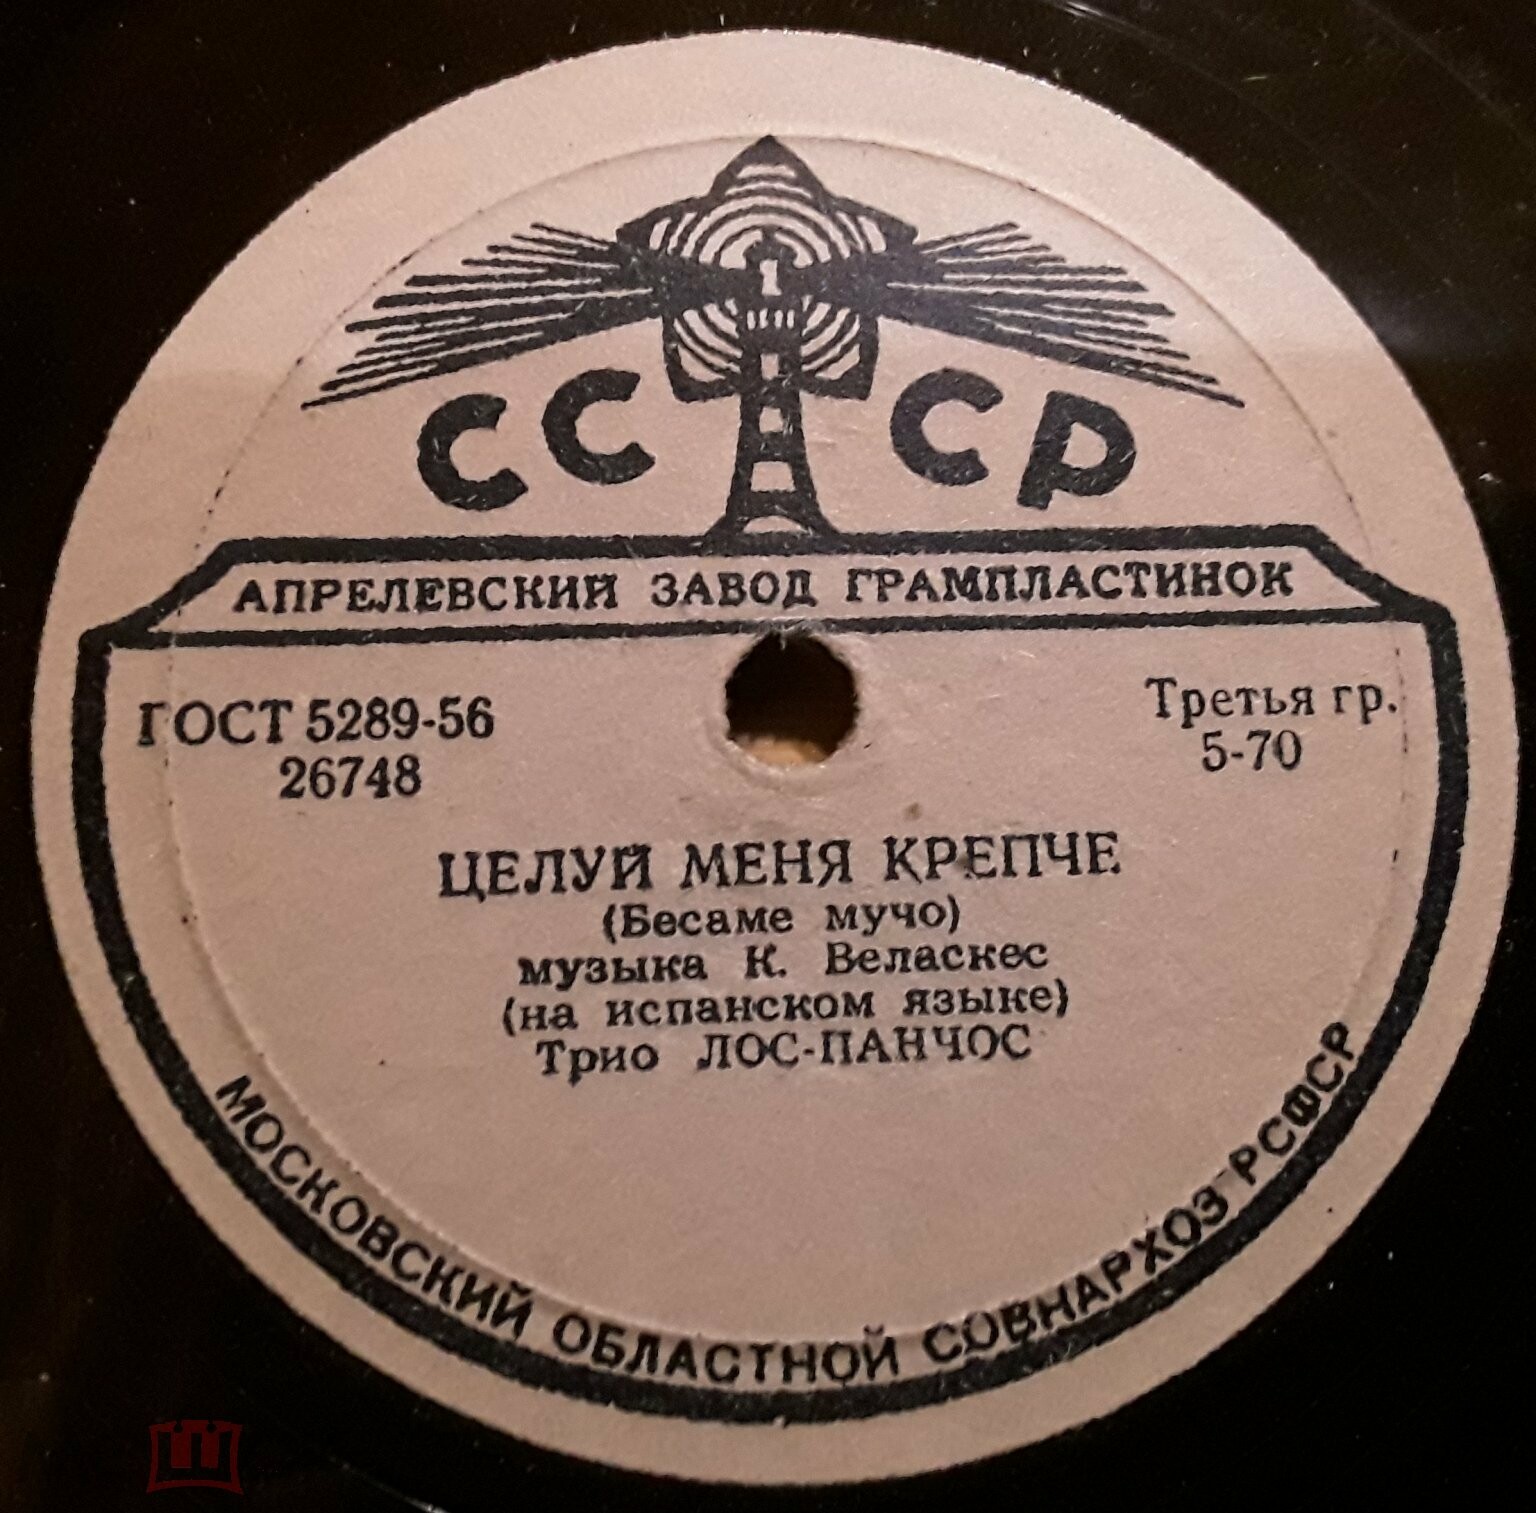 СССР
АПРЕЛЕВСКИЙ ЗАВОД ГРАМПЛАСТИНОК
ГОСТ 5289-56
26748
Третья гр.
5-70
ЦЕЛУЙ МЕНЯ КРЕПЧЕ
(Бесаме мучо)
музыка К. Веласкес
(на испанском языке)
Трио ЛОС-ПАНЧОС
МОСКОВСКИЙ ОБЛАСТНОЙ СОВНАРХОЗ РСФСР